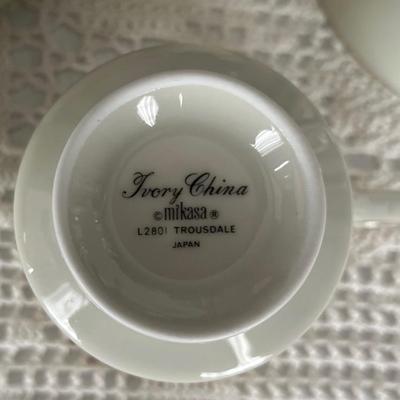 Ivory China
© mikasa ®
L2801 TROUSDALE
JAPAN